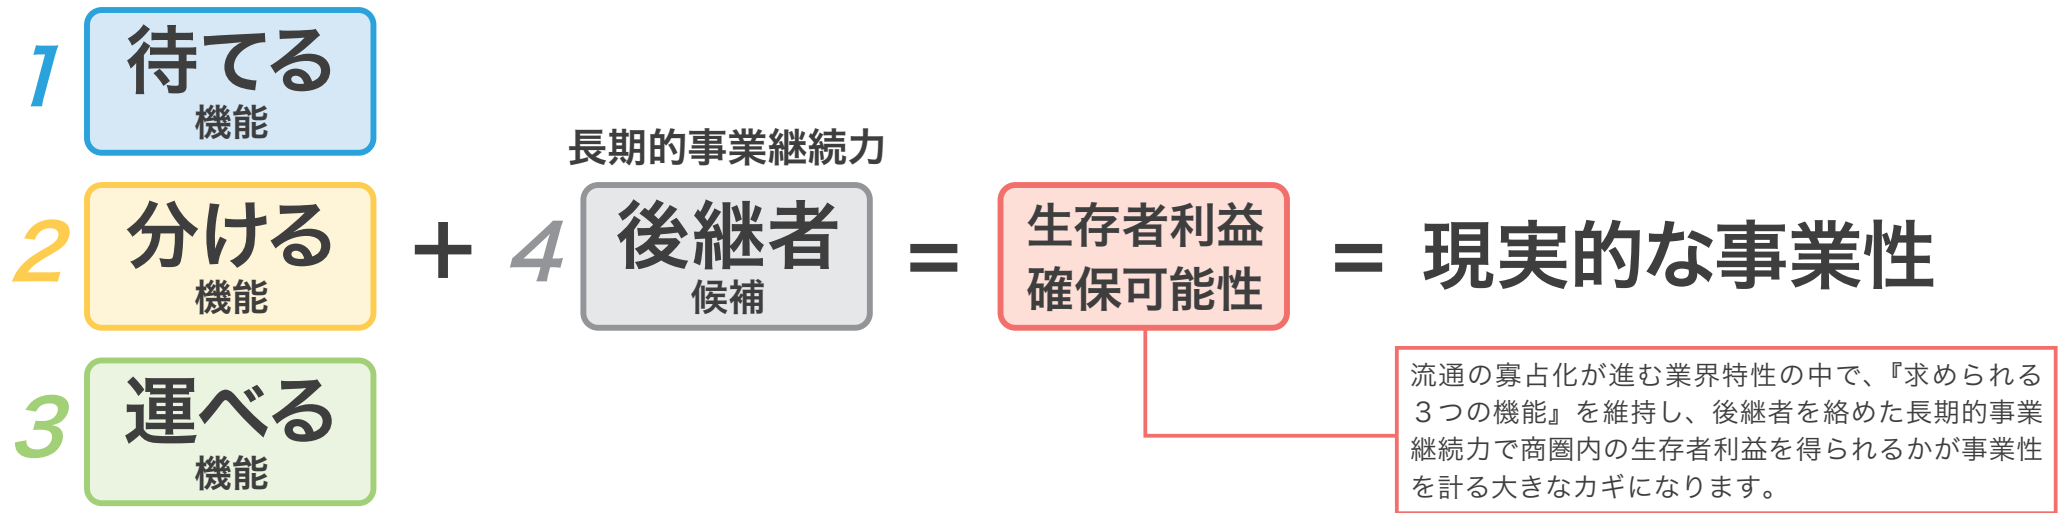 1
待てる
機能
2
分ける
機能
3
運べる
機能
+
長期的事業継続力
4
後継者
候補
=
生存者利益
確保可能性
=
現実的な事業性
流通の寡占化が進む業界特性の中で、『求められる
３つの機能』を維持し、後継者を絡めた長期的事業
継続力で商圏内の生存者利益を得られるかが事業性
を計る大きなカギになります。